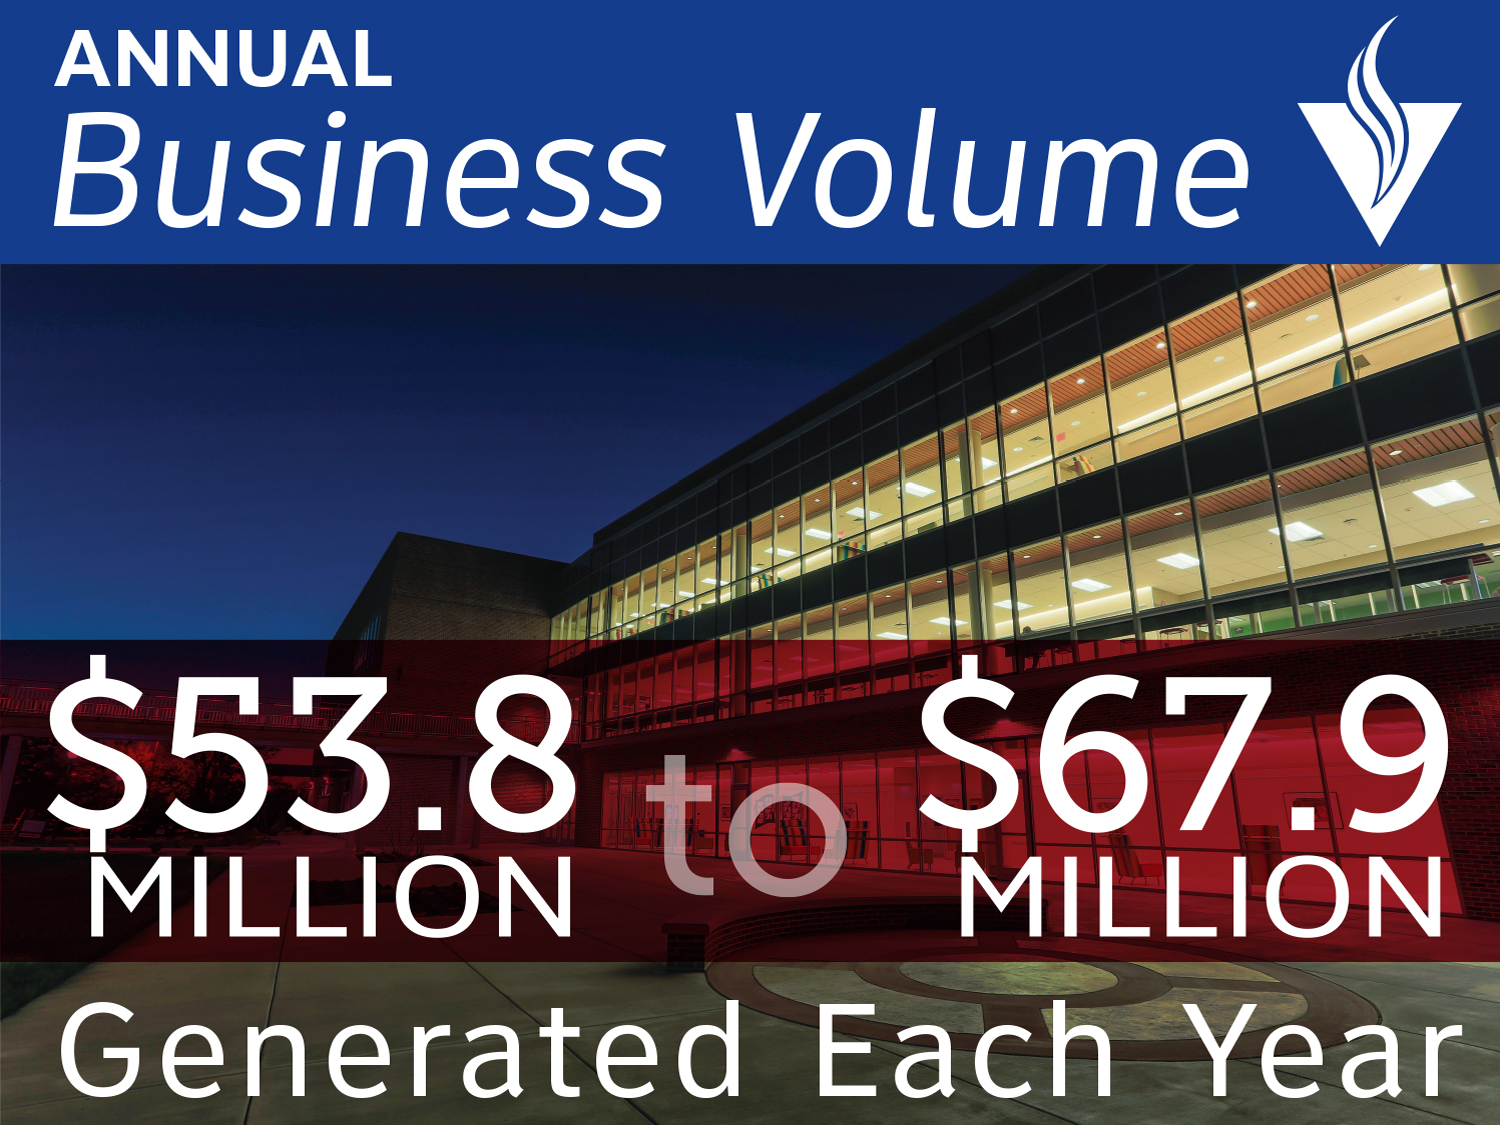 ANNUAL
Business Volume
$53.8 to $67.9
MILLION MILLION
Generated Each Year